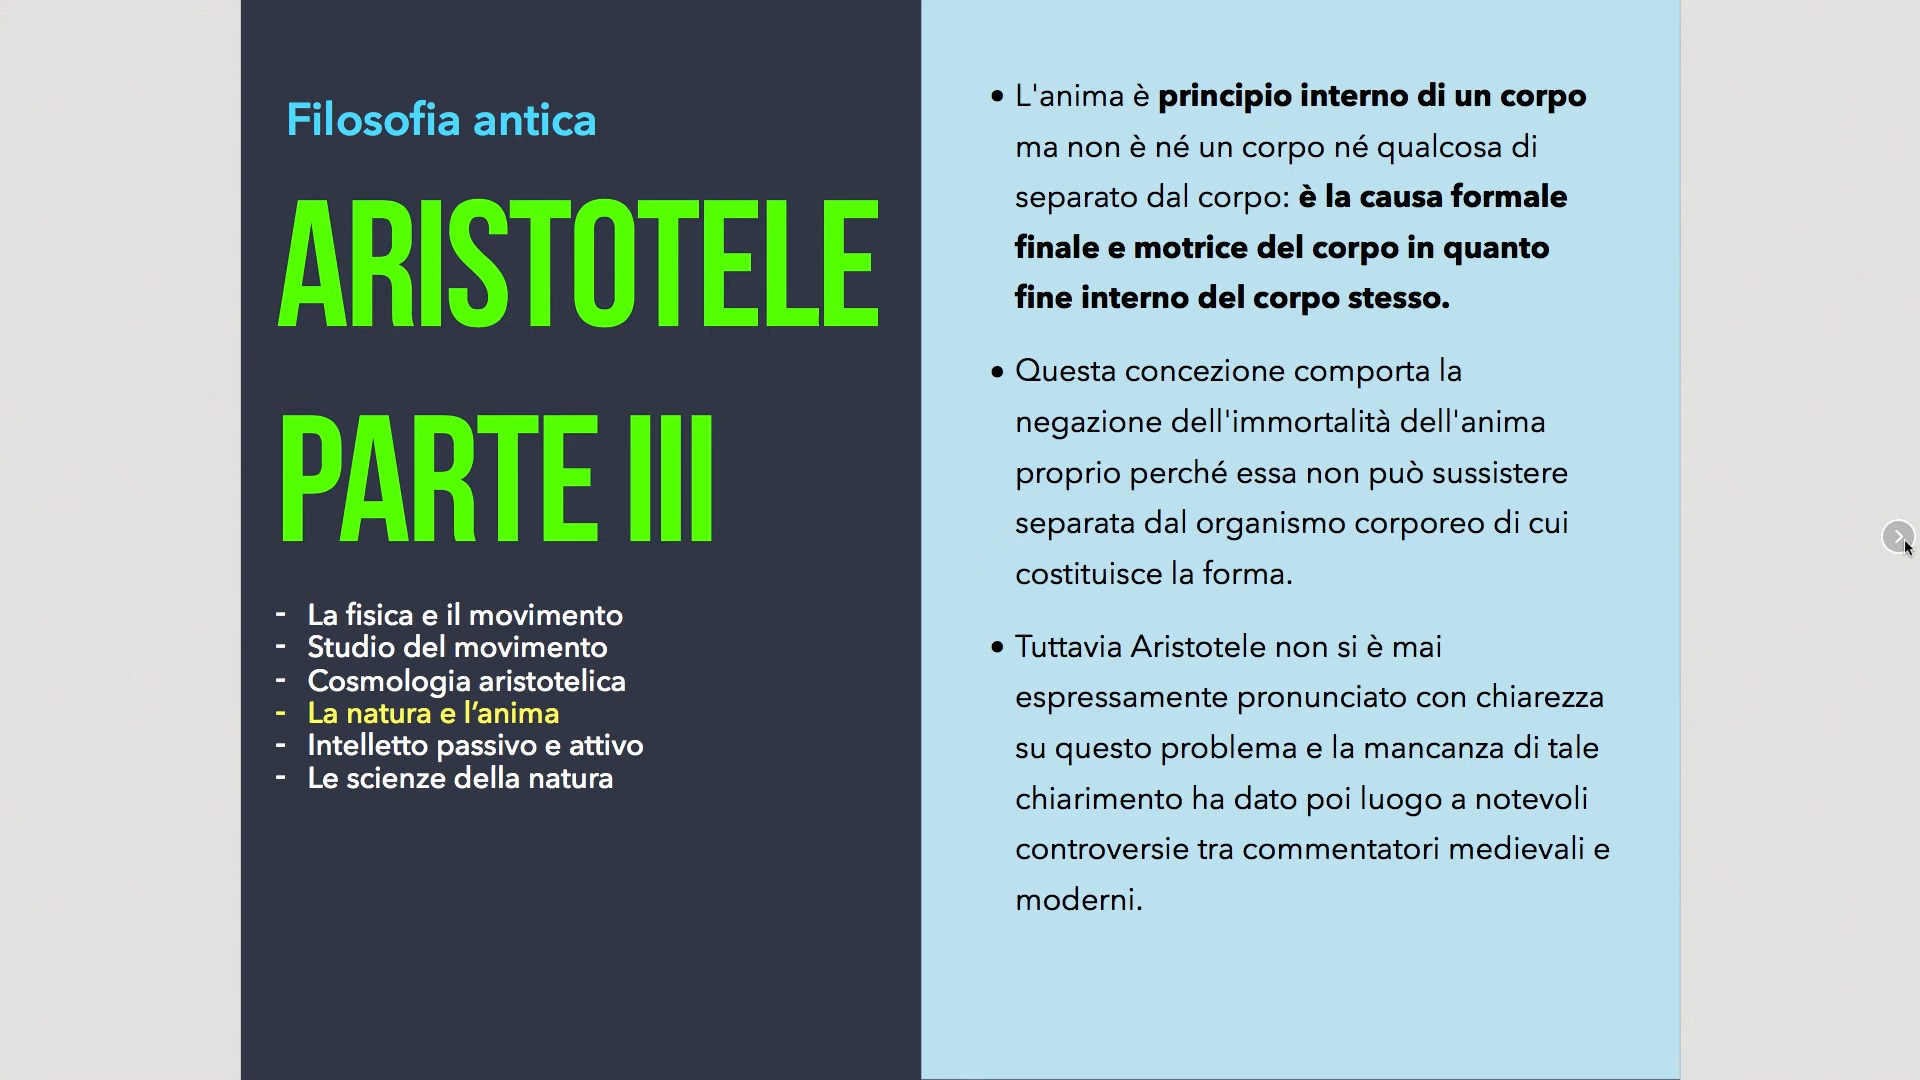 Filosofia antica
ARISTOTELE
PARTE III
- La fisica e il movimento
- Studio del movimento
- Cosmologia aristotelica
- La natura e l’anima
- Intelletto passivo e attivo
- Le scienze della natura
• L'anima è principio interno di un corpo
ma non è né un corpo né qualcosa di
separato dal corpo: è la causa formale
finale e motrice del corpo in quanto
fine interno del corpo stesso.
• Questa concezione comporta la
negazione dell'immortalità dell'anima
proprio perché essa non può sussistere
separata dal organismo corporeo di cui
costituisce la forma.
• Tuttavia Aristotele non si è mai
espressamente pronunciato con chiarezza
su questo problema e la mancanza di tale
chiarimento ha dato poi luogo a notevoli
controversie tra commentatori medievali e
moderni.